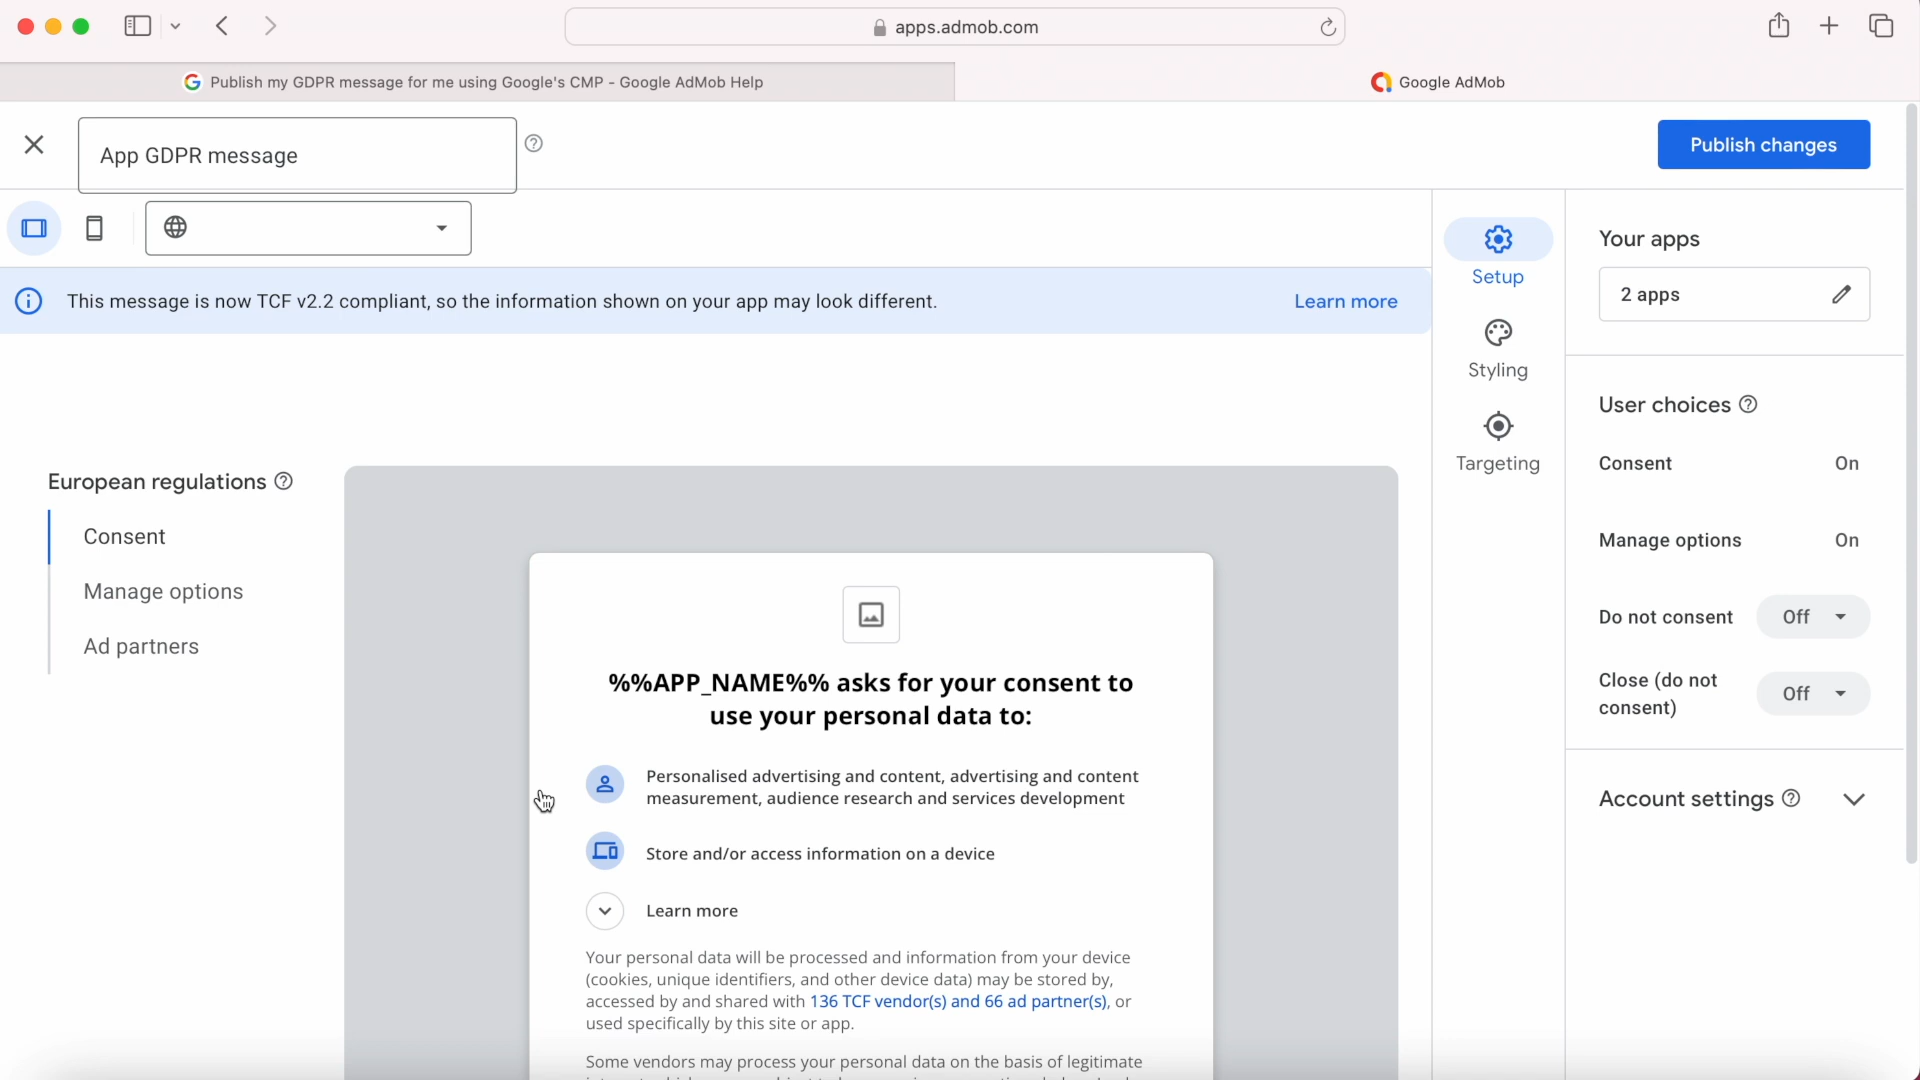 apps.admob.com
Publish my GDPR message for me using Google's CMP - Google AdMob Help
Google AdMob
App GDPR message
Publish changes
This message is now TCF v2.2 compliant, so the information shown on your app may look different.
Learn more
Setup
Styling
Targeting
Your apps
2 apps
User choices
Consent On
Manage options On
Do not consent Off
Close (do not
consent)
Off
Account settings
European regulations
Consent
Manage options
Ad partners
%%APP_NAME%% asks for your consent to
use your personal data to:
Personalised advertising and content, advertising and content
measurement, audience research and services development
Store and/or access information on a device
Learn more
Your personal data will be processed and information from your device
(cookies, unique identifiers, and other device data) may be stored by,
accessed by and shared with 136 TCF vendor(s) and 66 ad partner(s), or
used specifically by this site or app.
Some vendors may process your personal data on the basis of legitimate